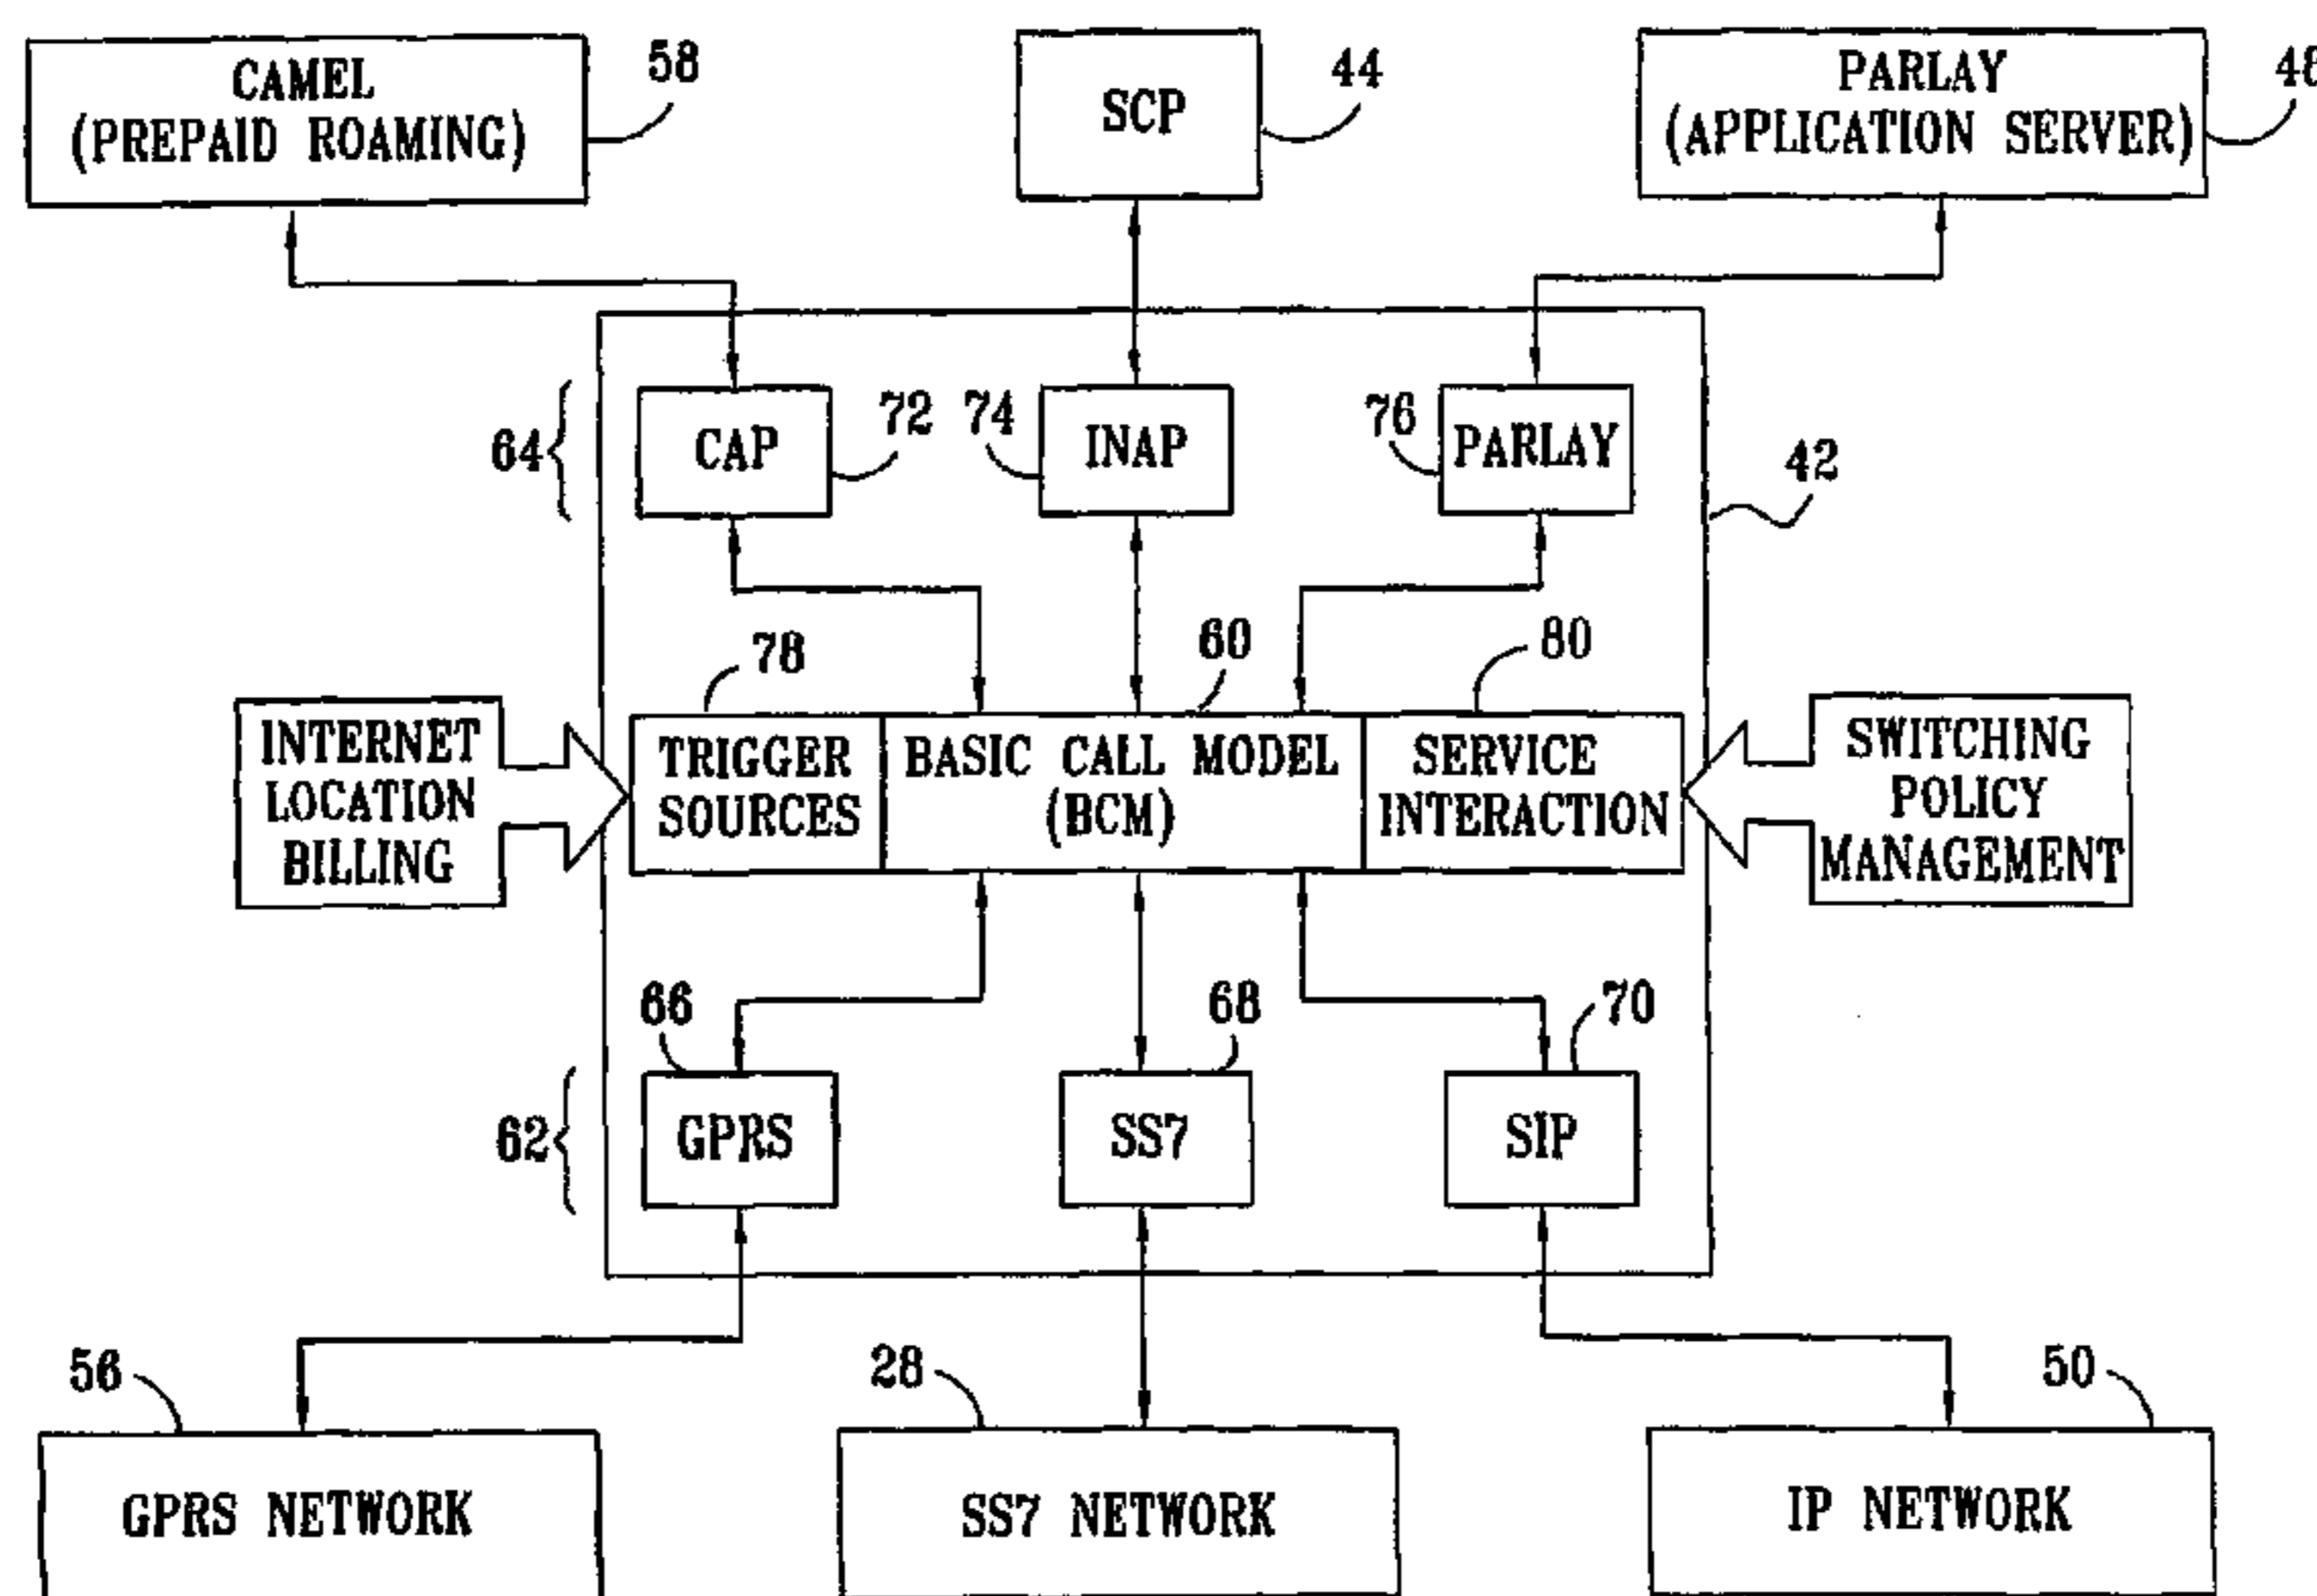 CAMEL
(PREPAID ROAMING)
58
SCP
44
PARLAY
(APPLICATION SERVER)
64
CAP
72
74
INAP
76
PARLAY
42
78
60
80
INTERNET
LOCATION
BILLING
TRIGGER
SOURCES
BASIC CALL MODEL
(BCM)
SERVICE
INTERACTION
SWITCHING
POLICY
MANAGEMENT
66
68
70
62
GPRS
SS7
SIP
56
28
50
GPRS NETWORK
SS7 NETWORK
IP NETWORK